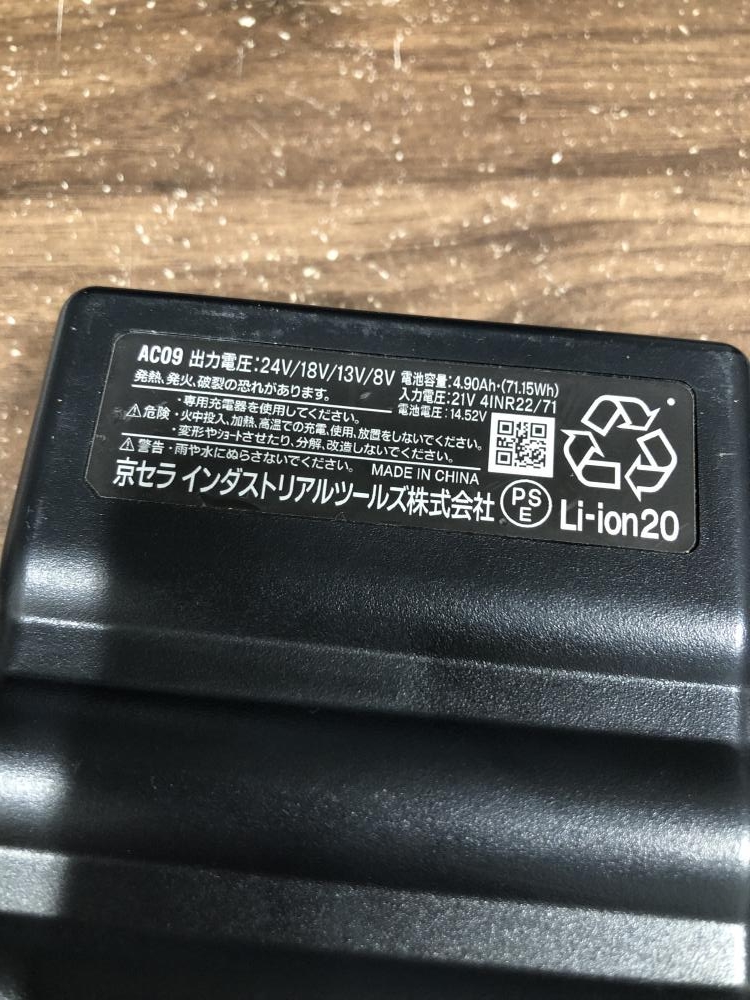 AC09 出力電圧:24V/18V/13V/8V 電池容量:4.90Ah・(71.15Wh)
発熱、発火、破裂の恐れがあります。 入力電圧:21V 4INR22/71
・専用充電器を使用してください。 電池電圧:14.52V
⚠危険 ・火中投入、加熱、高温での充電、使用、放置をしないでください。
・変形やショートさせたり、分解、改造しないでください。
⚠警告 ・雨や水にぬらさないでください。 MADE IN CHINA
京セラ インダストリアルツールズ株式会社 PSE Li-ion20